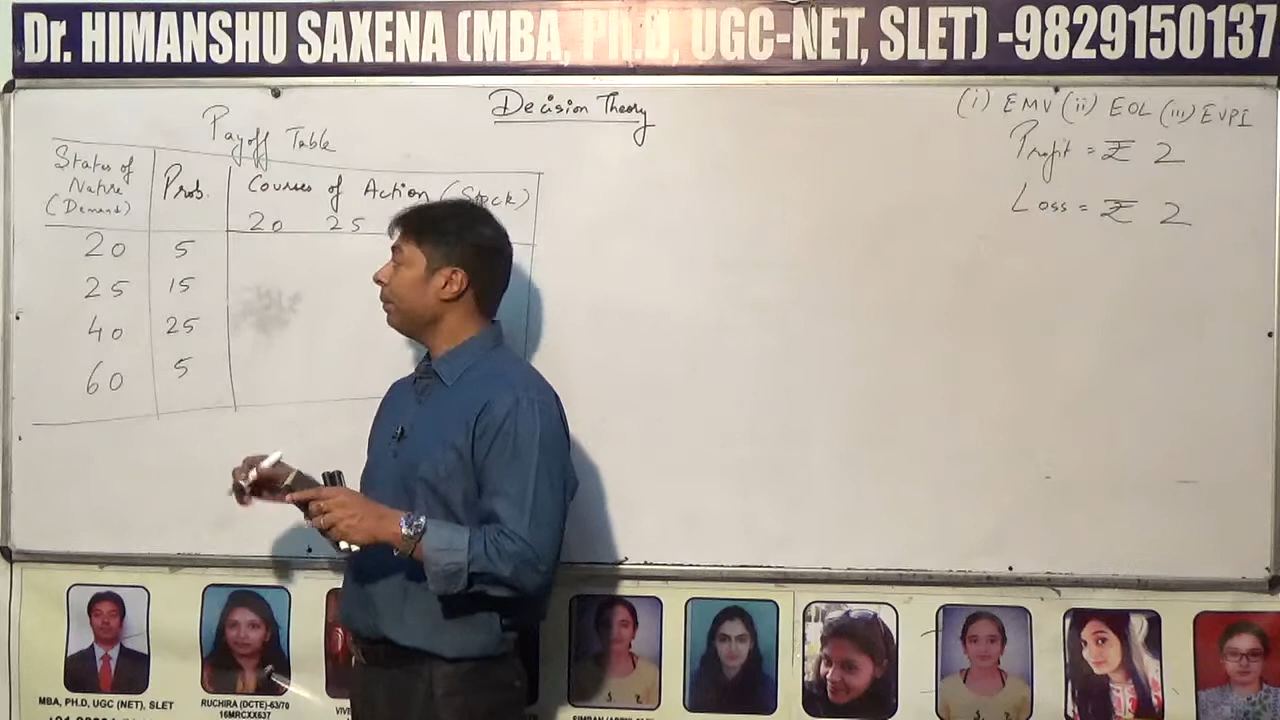 Dr. HIMANSHU SAXENA (MBA, Ph.D, UGC-NET, SLET) -9829150137
Decision Theory
(i) EMV (ii) EOL (iii) EVPI
Profit = ₹ 2
Loss = ₹ 2
Payoff Table
States of Nature (Demand) Prob. Courses of Action (Stock)
20 25
20 5
25 15
40 25
60 5
MBA, PH.D, UGC (NET), SLET
RUCHIRA (DCTE)-63/70
16MRCXX637